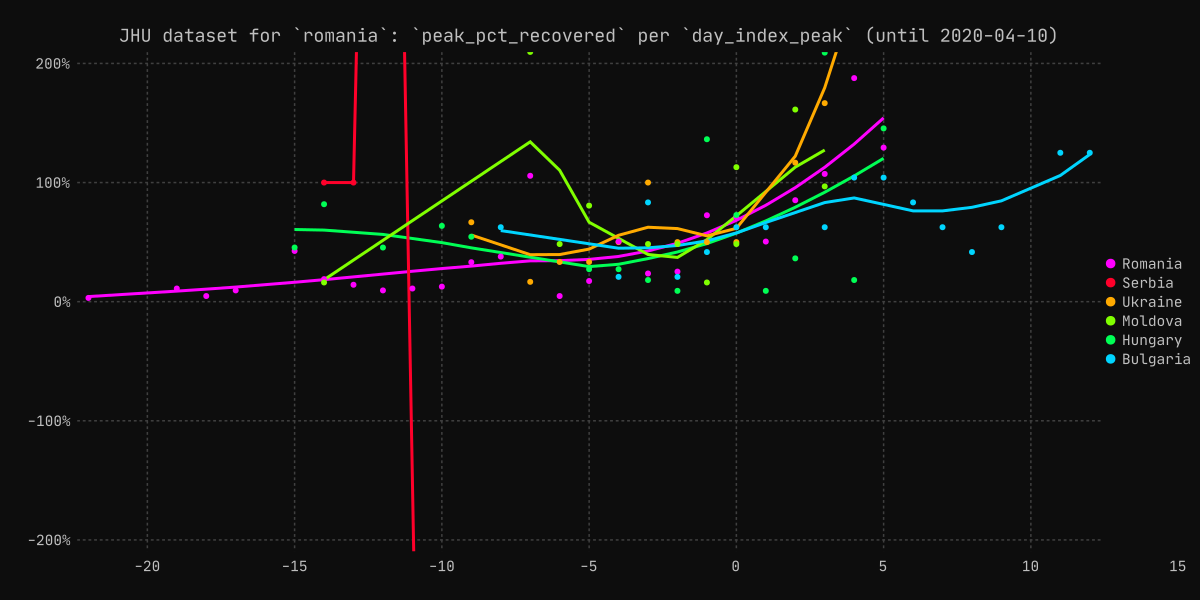 JHU dataset for `romania`: `peak_pct_recovered` per `day_index_peak` (until 2020-04-10)
200%
100%
0%
-100%
-200%
-20 -15 -10 -5 0 5 10 15
Romania
Serbia
Ukraine
Moldova
Hungary
Bulgaria